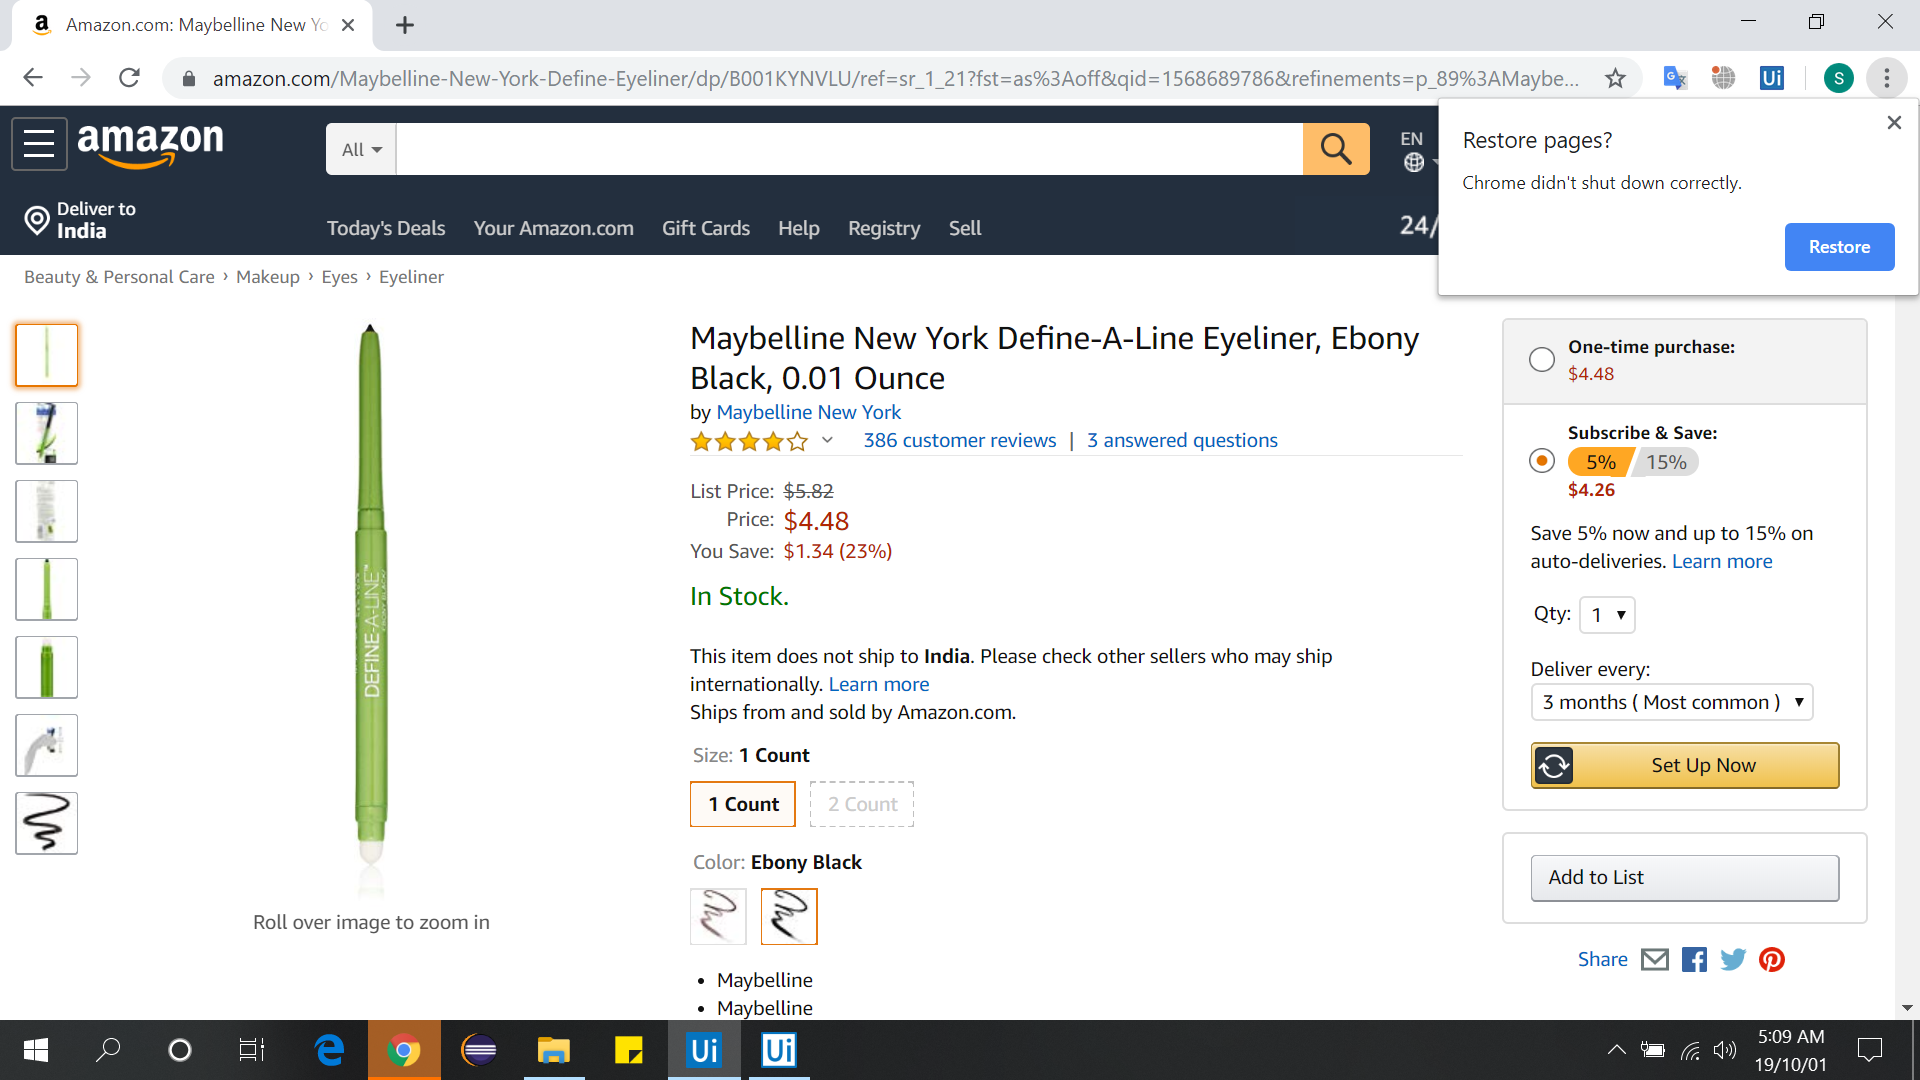 Amazon.com: Maybelline New Yo
amazon.com/Maybelline-New-York-Define-Eyeliner/dp/B001KYNVLU/ref=sr_1_21?fst=as%3Aoff&qid=1568689786&refinements=p_89%3AMaybe...
Ui
S
Restore pages?
Chrome didn't shut down correctly.
Restore
amazon
All
EN
Deliver to
India
Today's Deals Your Amazon.com Gift Cards Help Registry Sell
24/
Beauty & Personal Care › Makeup › Eyes › Eyeliner
DEFINE-A-LINE™
Roll over image to zoom in
Maybelline New York Define-A-Line Eyeliner, Ebony
Black, 0.01 Ounce
by Maybelline New York
386 customer reviews | 3 answered questions
List Price: $5.82
Price: $4.48
You Save: $1.34 (23%)
In Stock.
This item does not ship to India. Please check other sellers who may ship
internationally. Learn more
Ships from and sold by Amazon.com.
Size: 1 Count
1 Count 2 Count
Color: Ebony Black
• Maybelline
• Maybelline
One-time purchase:
$4.48
Subscribe & Save:
5% 15%
$4.26
Save 5% now and up to 15% on
auto-deliveries. Learn more
Qty: 1
Deliver every:
3 months ( Most common )
Set Up Now
Add to List
Share
Ui
Ui
5:09 AM
19/10/01